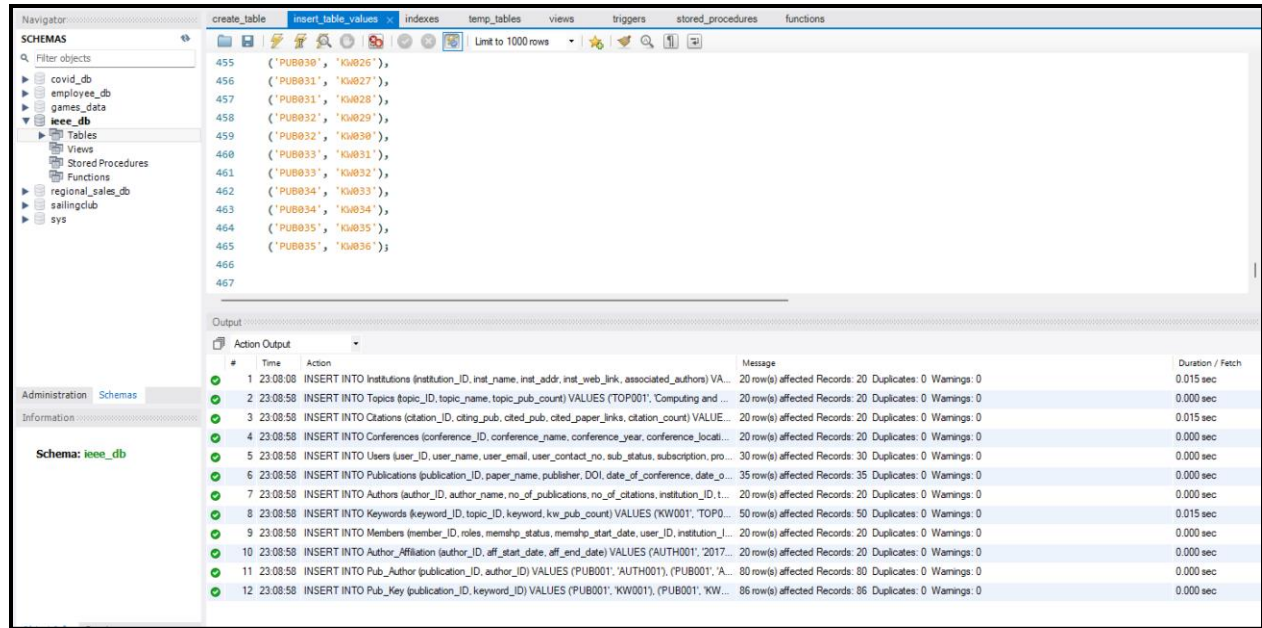 Navigator
SCHEMAS
Filter objects
covid_db
employee_db
games_data
ieee_db
Tables
Views
Stored Procedures
Functions
regional_sales_db
sailingclub
sys
Administration Schemas
Information
Schema: ieee_db
create_table insert_table_values indexes temp_tables views triggers stored_procedures functions
Limit to 1000 rows
455 ('PUB030', 'KW026'),
456 ('PUB031', 'KW027'),
457 ('PUB031', 'KW028'),
458 ('PUB032', 'KW029'),
459 ('PUB032', 'KW030'),
460 ('PUB033', 'KW031'),
461 ('PUB033', 'KW032'),
462 ('PUB034', 'KW033'),
463 ('PUB034', 'KW034'),
464 ('PUB035', 'KW035'),
465 ('PUB035', 'KW036');
466
467
Output
Action Output
# Time Action Message Duration / Fetch
1 23:08:08 INSERT INTO Institutions (institution_ID, inst_name, inst_addr, inst_web_link, associated_authors) VA... 20 row(s) affected Records: 20 Duplicates: 0 Warnings: 0 0.015 sec
2 23:08:58 INSERT INTO Topics (topic_ID, topic_name, topic_pub_count) VALUES ('TOP001', 'Computing and ... 20 row(s) affected Records: 20 Duplicates: 0 Warnings: 0 0.000 sec
3 23:08:58 INSERT INTO Citations (citation_ID, citing_pub, cited_pub, cited_paper_links, citation_count) VALUE... 20 row(s) affected Records: 20 Duplicates: 0 Warnings: 0 0.015 sec
4 23:08:58 INSERT INTO Conferences (conference_ID, conference_name, conference_year, conference_locati... 20 row(s) affected Records: 20 Duplicates: 0 Warnings: 0 0.000 sec
5 23:08:58 INSERT INTO Users (user_ID, user_name, user_email, user_contact_no, sub_status, subscription, pro... 30 row(s) affected Records: 30 Duplicates: 0 Warnings: 0 0.000 sec
6 23:08:58 INSERT INTO Publications (publication_ID, paper_name, publisher, DOI, date_of_conference, date_o... 35 row(s) affected Records: 35 Duplicates: 0 Warnings: 0 0.000 sec
7 23:08:58 INSERT INTO Authors (author_ID, author_name, no_of_publications, no_of_citations, institution_ID, t... 20 row(s) affected Records: 20 Duplicates: 0 Warnings: 0 0.000 sec
8 23:08:58 INSERT INTO Keywords (keyword_ID, topic_ID, keyword, kw_pub_count) VALUES ('KW001', 'TOP0... 50 row(s) affected Records: 50 Duplicates: 0 Warnings: 0 0.015 sec
9 23:08:58 INSERT INTO Members (member_ID, roles, memshp_status, memshp_start_date, user_ID, institution_I... 20 row(s) affected Records: 20 Duplicates: 0 Warnings: 0 0.000 sec
10 23:08:58 INSERT INTO Author_Affiliation (author_ID, aff_start_date, aff_end_date) VALUES ('AUTH001', '2017... 20 row(s) affected Records: 20 Duplicates: 0 Warnings: 0 0.000 sec
11 23:08:58 INSERT INTO Pub_Author (publication_ID, author_ID) VALUES ('PUB001', 'AUTH001'), ('PUB001', 'A... 80 row(s) affected Records: 80 Duplicates: 0 Warnings: 0 0.000 sec
12 23:08:58 INSERT INTO Pub_Key (publication_ID, keyword_ID) VALUES ('PUB001', 'KW001'), ('PUB001', 'KW... 86 row(s) affected Records: 86 Duplicates: 0 Warnings: 0 0.000 sec